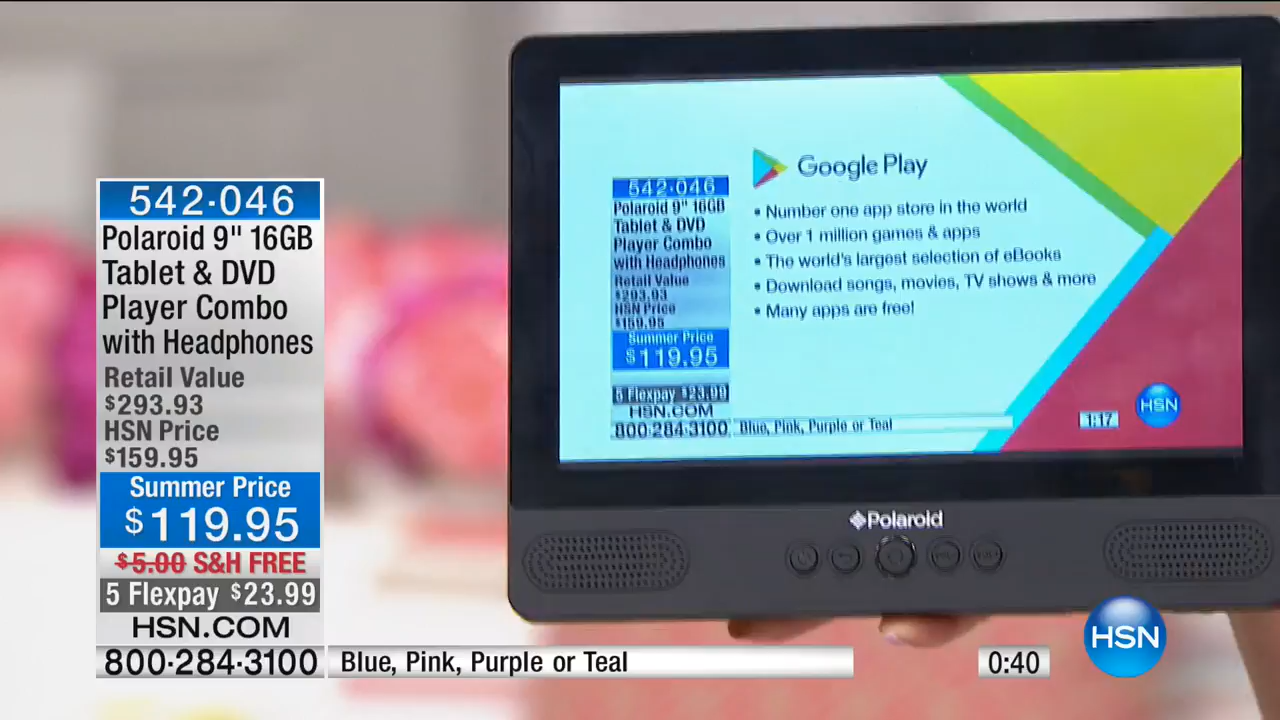 542·046
Polaroid 9" 16GB
Tablet & DVD
Player Combo
with Headphones
Retail Value
$293.93
HSN Price
$159.95
Summer Price
$119.95
$5.00 S&H FREE
5 Flexpay $23.99
HSN.COM
800·284·3100
Blue, Pink, Purple or Teal
0:40
HSN
Google Play
• Number one app store in the world
• Over 1 million games & apps
• The world's largest selection of eBooks
• Download songs, movies, TV shows & more
• Many apps are free!
542·046
Polaroid 9" 16GB
Tablet & DVD
Player Combo
with Headphones
Retail Value
$293.93
HSN Price
$159.95
Summer Price
$119.95
5 Flexpay $23.99
HSN.COM
800·284·3100
Blue, Pink, Purple or Teal
1:17
HSN
Polaroid